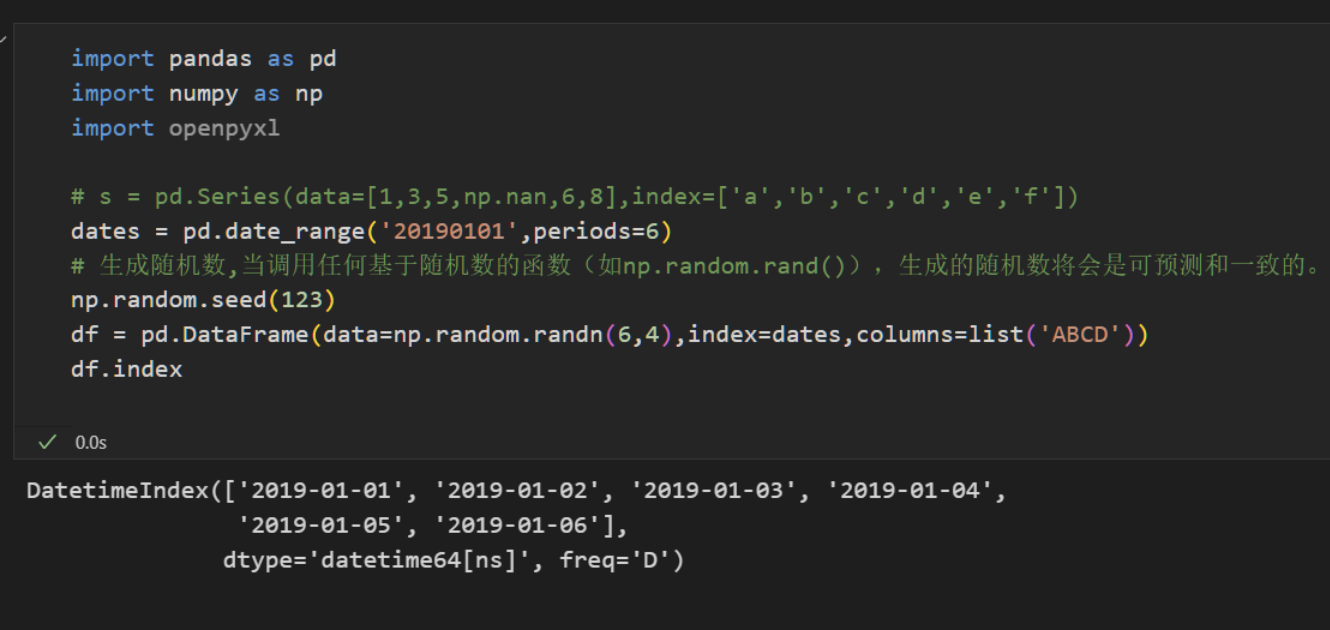 import pandas as pd
import numpy as np
import openpyxl
# s = pd.Series(data=[1,3,5,np.nan,6,8],index=['a','b','c','d','e','f'])
dates = pd.date_range('20190101',periods=6)
# 生成随机数,当调用任何基于随机数的函数（如np.random.rand()），生成的随机数将会是可预测和一致的。
np.random.seed(123)
df = pd.DataFrame(data=np.random.randn(6,4),index=dates,columns=list('ABCD'))
df.index
0.0s
DatetimeIndex(['2019-01-01', '2019-01-02', '2019-01-03', '2019-01-04',
'2019-01-05', '2019-01-06'],
dtype='datetime64[ns]', freq='D')